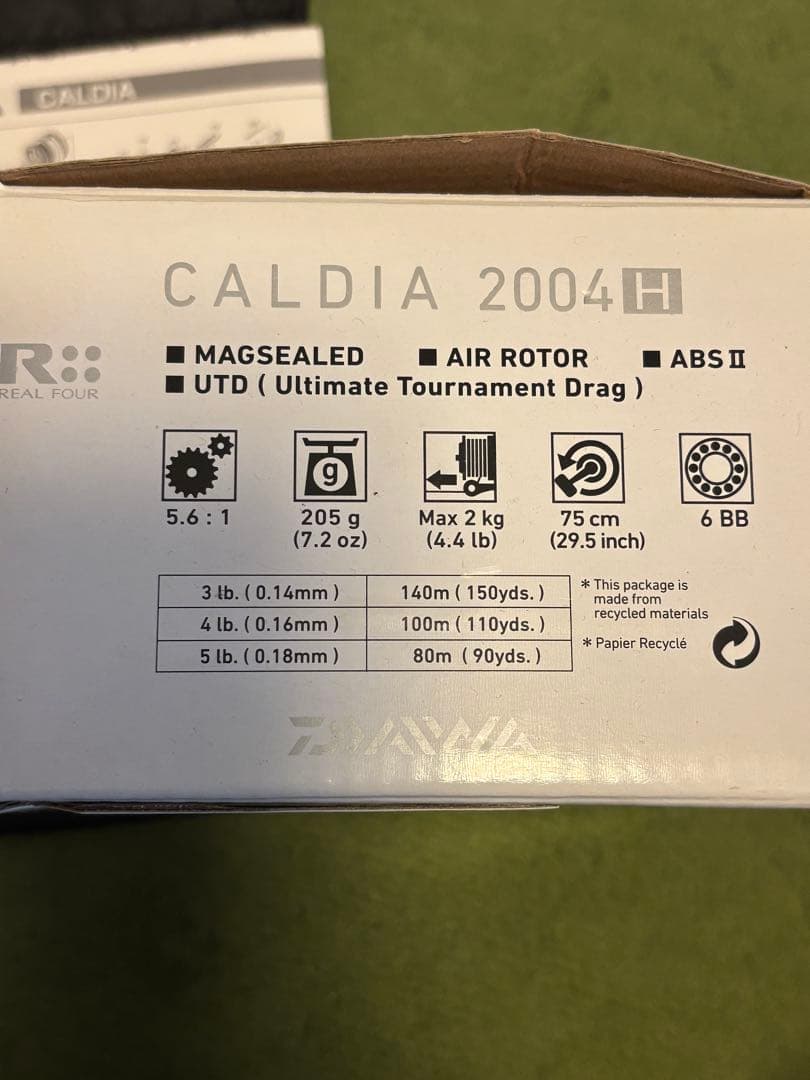 CALDIA
CALDIA 2004 H
R
REAL FOUR
■ MAGSEALED ■ AIR ROTOR ■ ABS Ⅱ
■ UTD ( Ultimate Tournament Drag )
g
5.6 : 1 205 g Max 2 kg 75 cm 6 BB
(7.2 oz) (4.4 lb) (29.5 inch)
3 lb. ( 0.14mm ) 140m ( 150yds. )
4 lb. ( 0.16mm ) 100m ( 110yds. )
5 lb. ( 0.18mm ) 80m ( 90yds. )
* This package is
made from
recycled materials
* Papier Recyclé
DAIWA